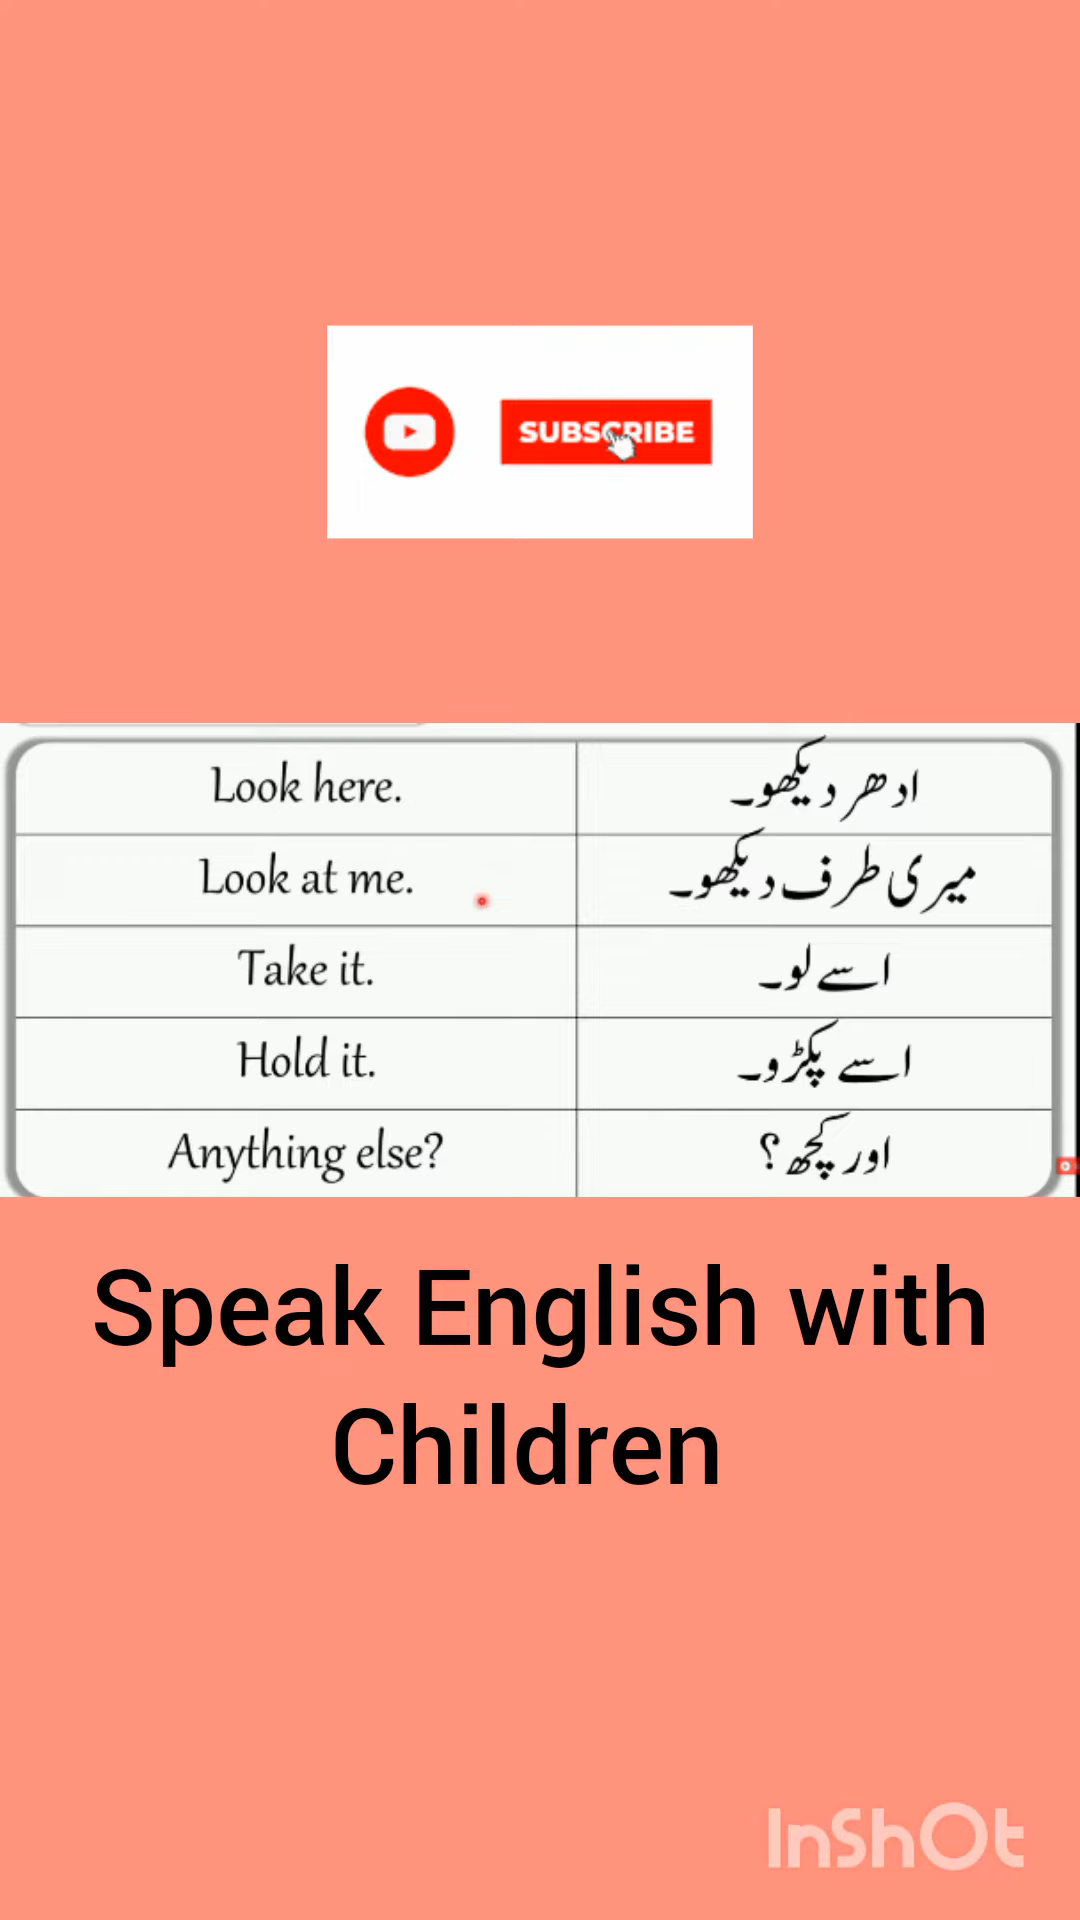 SUBSCRIBE
Look here. ادھر دیکھو۔
Look at me. میری طرف دیکھو۔
Take it. اسے لو۔
Hold it. اسے پکڑو۔
Anything else? اور کچھ؟
Speak English with
Children
InShOt